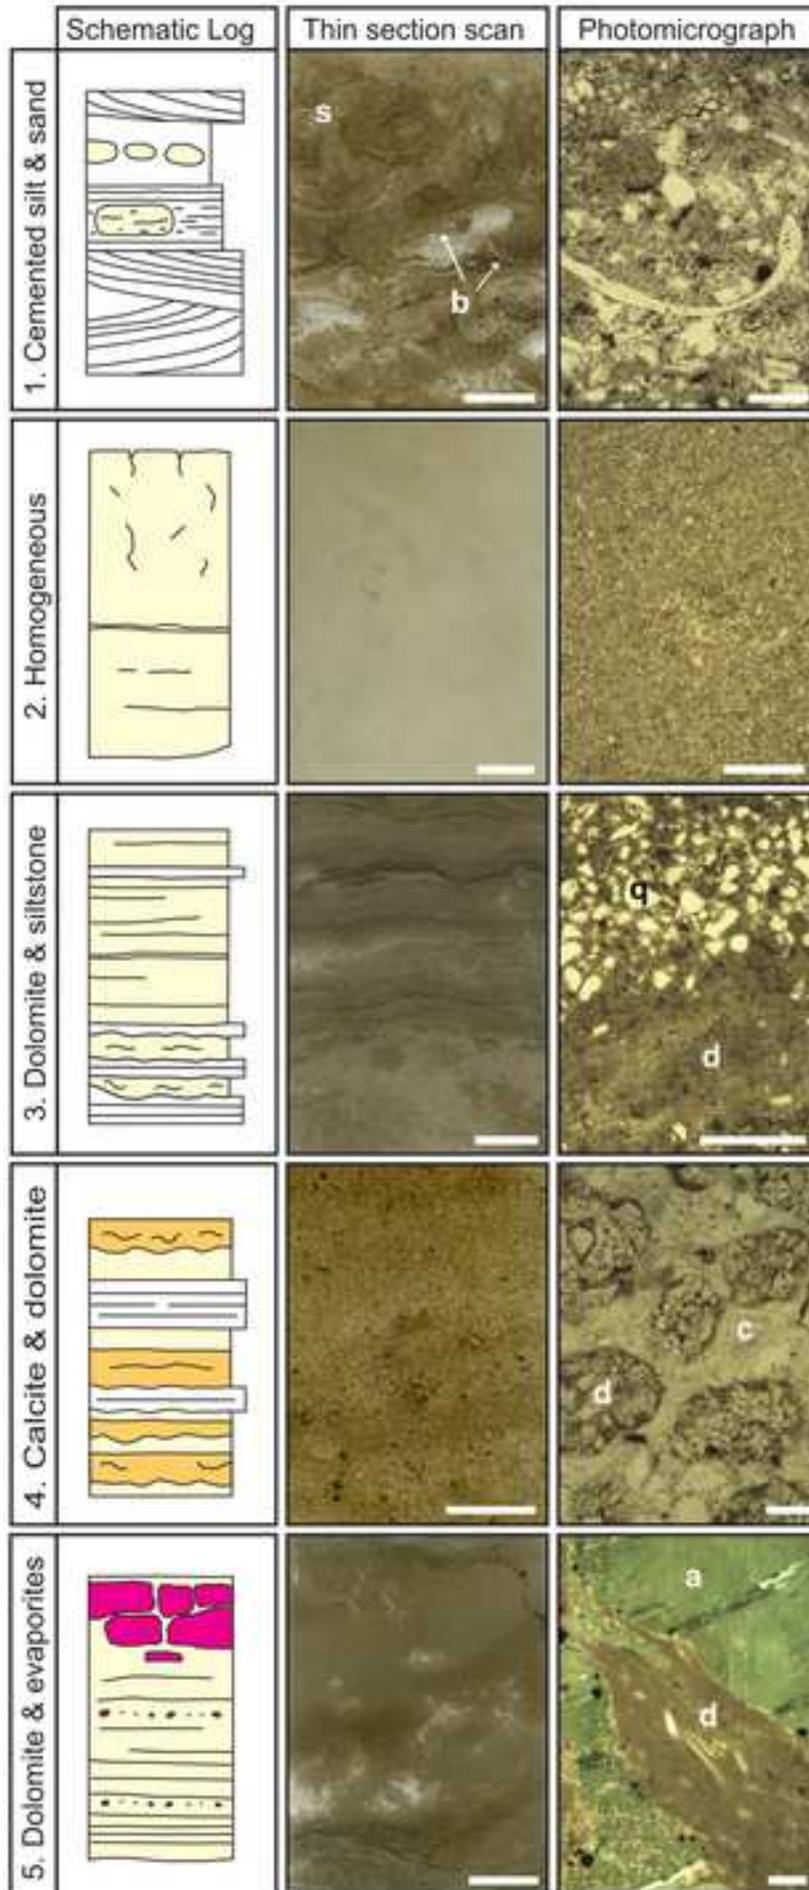 Schematic Log
Thin section scan
Photomicrograph
1. Cemented silt & sand
s
b
2. Homogeneous
3. Dolomite & siltstone
q
d
4. Calcite & dolomite
c
d
5. Dolomite & evaporites
a
d